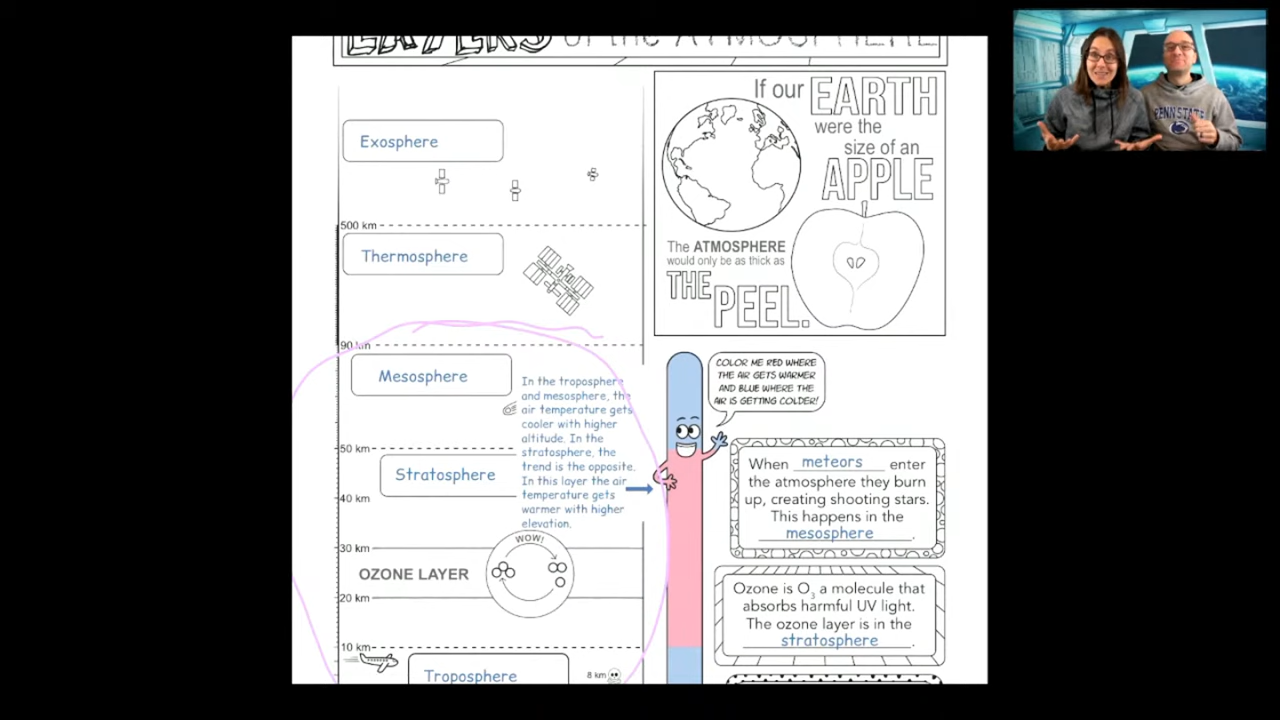 LAYERS of the ATMOSPHERE
Exosphere
500 km
Thermosphere
90 km
Mesosphere
In the troposphere
and mesosphere, the
air temperature gets
cooler with higher
altitude. In the
stratosphere, the
trend is the opposite.
In this layer the air
temperature gets
warmer with higher
elevation.
50 km
Stratosphere
40 km
WOW!
30 km
OZONE LAYER
20 km
10 km
Troposphere
8 km
If our EARTH
were the
size of an
APPLE
The ATMOSPHERE
would only be as thick as
THE
PEEL.
COLOR ME RED WHERE
THE AIR GETS WARMER
AND BLUE WHERE THE
AIR IS GETTING COLDER!
When meteors enter
the atmosphere they burn
up, creating shooting stars.
This happens in the
mesosphere.
Ozone is O3 a molecule that
absorbs harmful UV light.
The ozone layer is in the
stratosphere.
PENN STATE